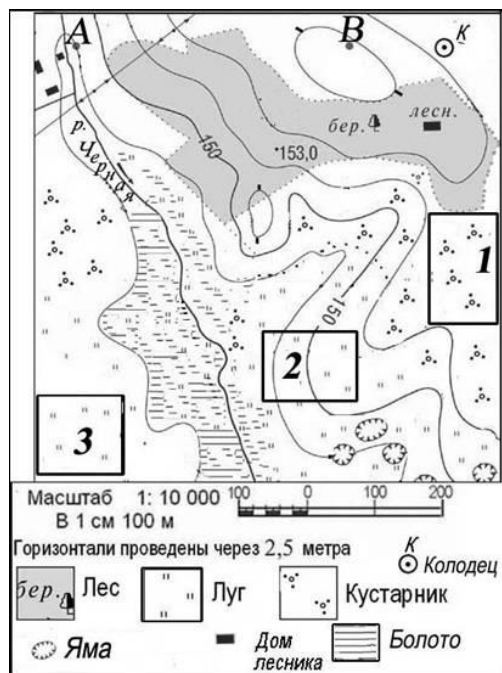 A
B
К
бер.
лесн.
150
153,0
р. Черная
1
150
2
3
Масштаб 1: 10 000
В 1 см 100 м
100 0 100 200
Горизонтали проведены через 2,5 метра
К
Колодец
бер.
Лес
Луг
Кустарник
Яма
Дом лесника
Болото